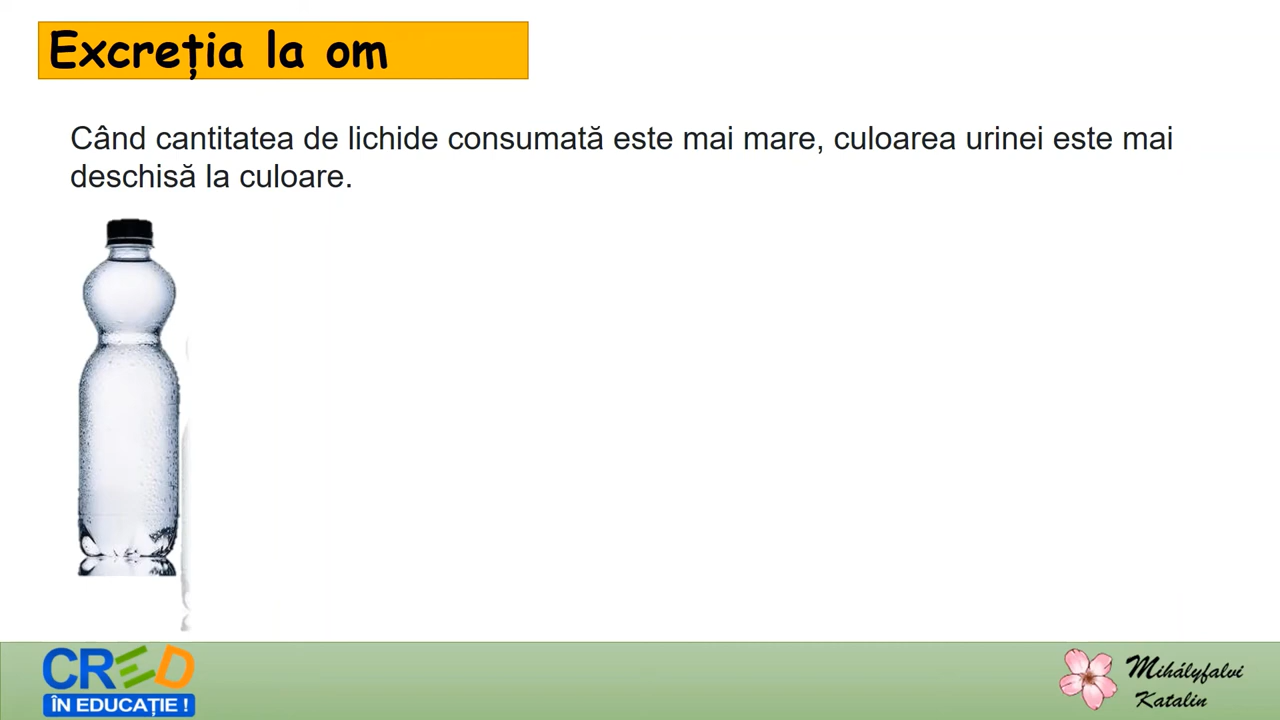 Excreția la om
Când cantitatea de lichide consumată este mai mare, culoarea urinei este mai
deschisă la culoare.
CRED
ÎN EDUCAȚIE !
Mihályfalvi
Katalin